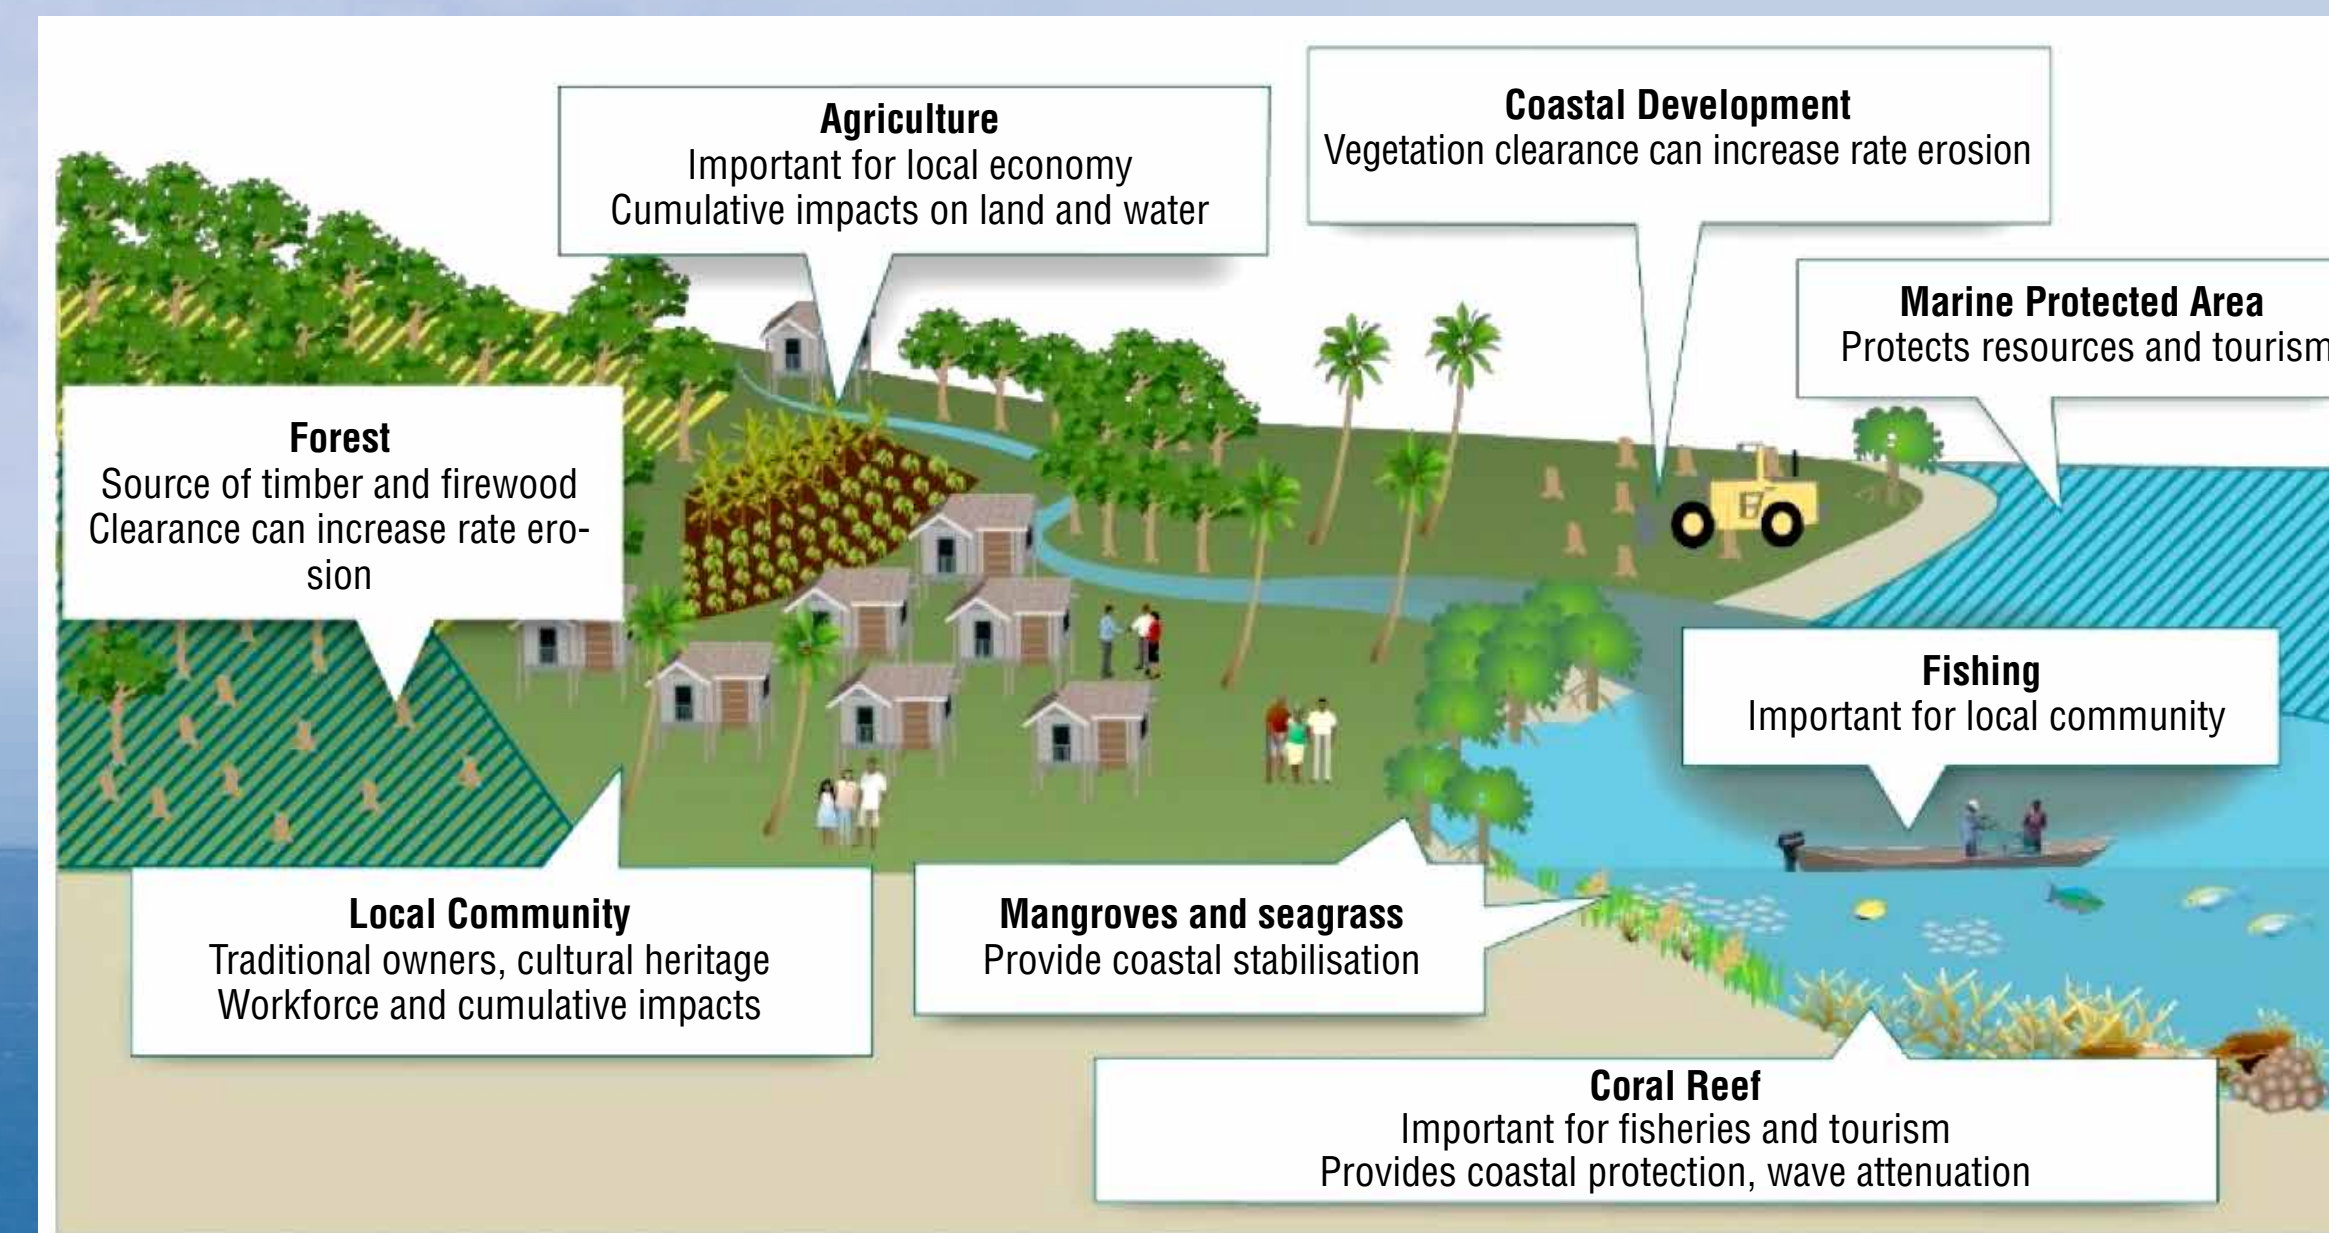 Agriculture
Important for local economy
Cumulative impacts on land and water
Coastal Development
Vegetation clearance can increase rate erosion
Marine Protected Area
Protects resources and tourism
Forest
Source of timber and firewood
Clearance can increase rate ero-
sion
Fishing
Important for local community
Local Community
Traditional owners, cultural heritage
Workforce and cumulative impacts
Mangroves and seagrass
Provide coastal stabilisation
Coral Reef
Important for fisheries and tourism
Provides coastal protection, wave attenuation